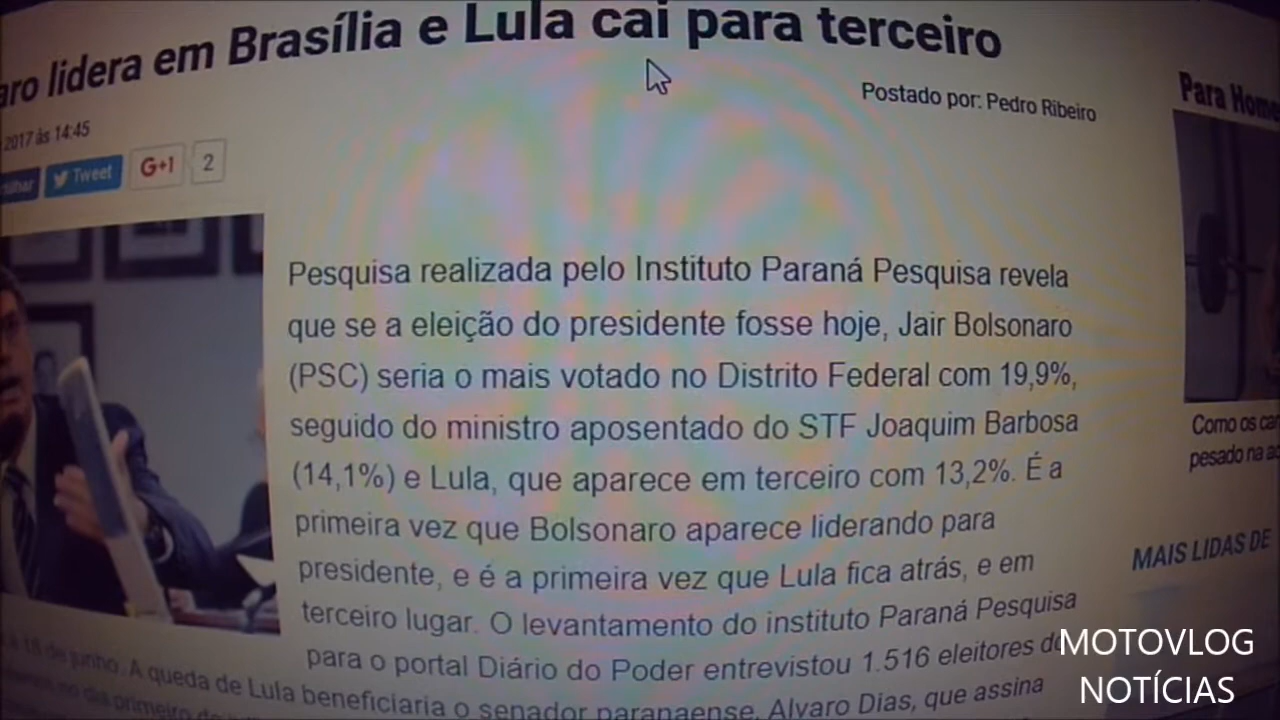 aro lidera em Brasília e Lula cai para terceiro
Postado por: Pedro Ribeiro
2017 às 14:45
Tweet
G+1
2
Para Home
Pesquisa realizada pelo Instituto Paraná Pesquisa revela
que se a eleição do presidente fosse hoje, Jair Bolsonaro
(PSC) seria o mais votado no Distrito Federal com 19,9%,
seguido do ministro aposentado do STF Joaquim Barbosa
(14,1%) e Lula, que aparece em terceiro com 13,2%. É a
primeira vez que Bolsonaro aparece liderando para
presidente, e é a primeira vez que Lula fica atrás, e em
terceiro lugar. O levantamento do instituto Paraná Pesquisa
para o portal Diário do Poder entrevistou 1.516 eleitores do
18 de junho. A queda de Lula beneficiaria o senador paranaense, Alvaro Dias, que assina
Como os car
pesado na ac
MAIS LIDAS DE
MOTOVLOG
NOTÍCIAS